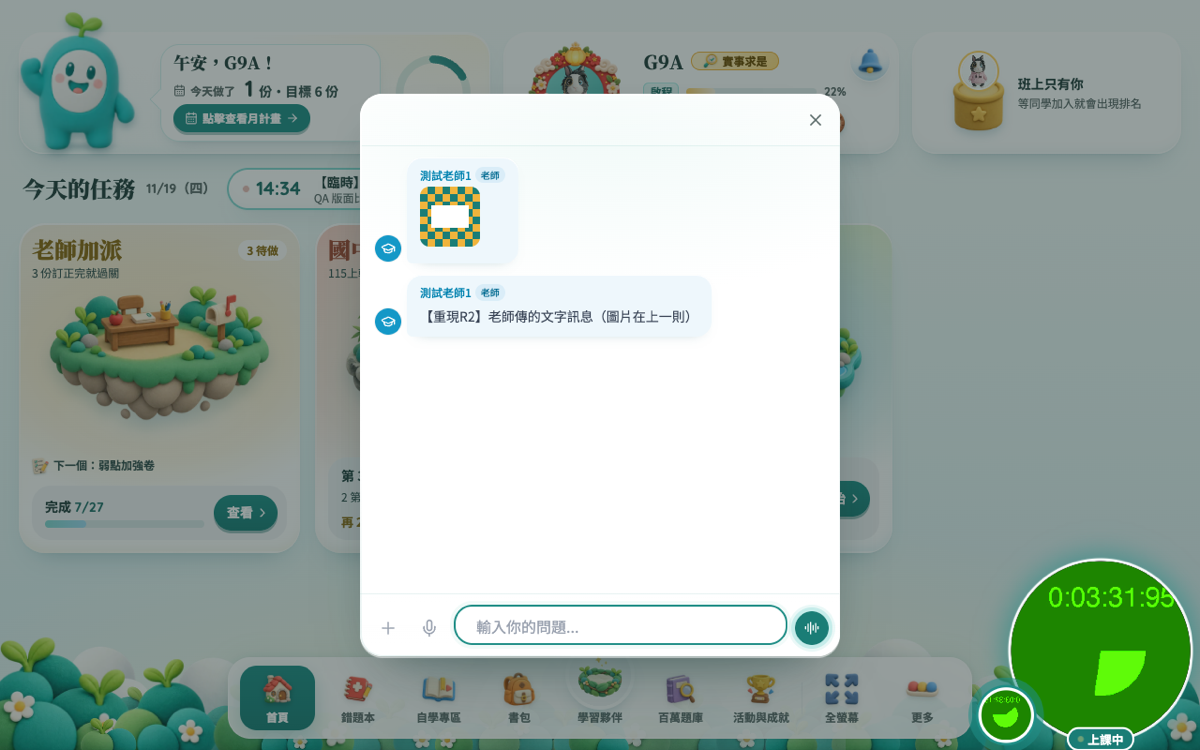 午安，G9A！
今天做了 1 份・目標 6 份
點擊查看月計畫 →
G9A 實事求是
啟程
22%
班上只有你
等同學加入就會出現排名
今天的任務 11/19（四）
14:34
【臨時】
老師加派
3 待做
3 份訂正完就過關
下一個：弱點加強卷
完成 7/27
查看
測試老師1 老師
測試老師1 老師
【重現R2】老師傳的文字訊息（圖片在上一則）
輸入你的問題...
首頁
錯題本
自學專區
書包
學習夥伴
百萬題庫
活動與成就
全螢幕
更多
0:03:31:95
上課中